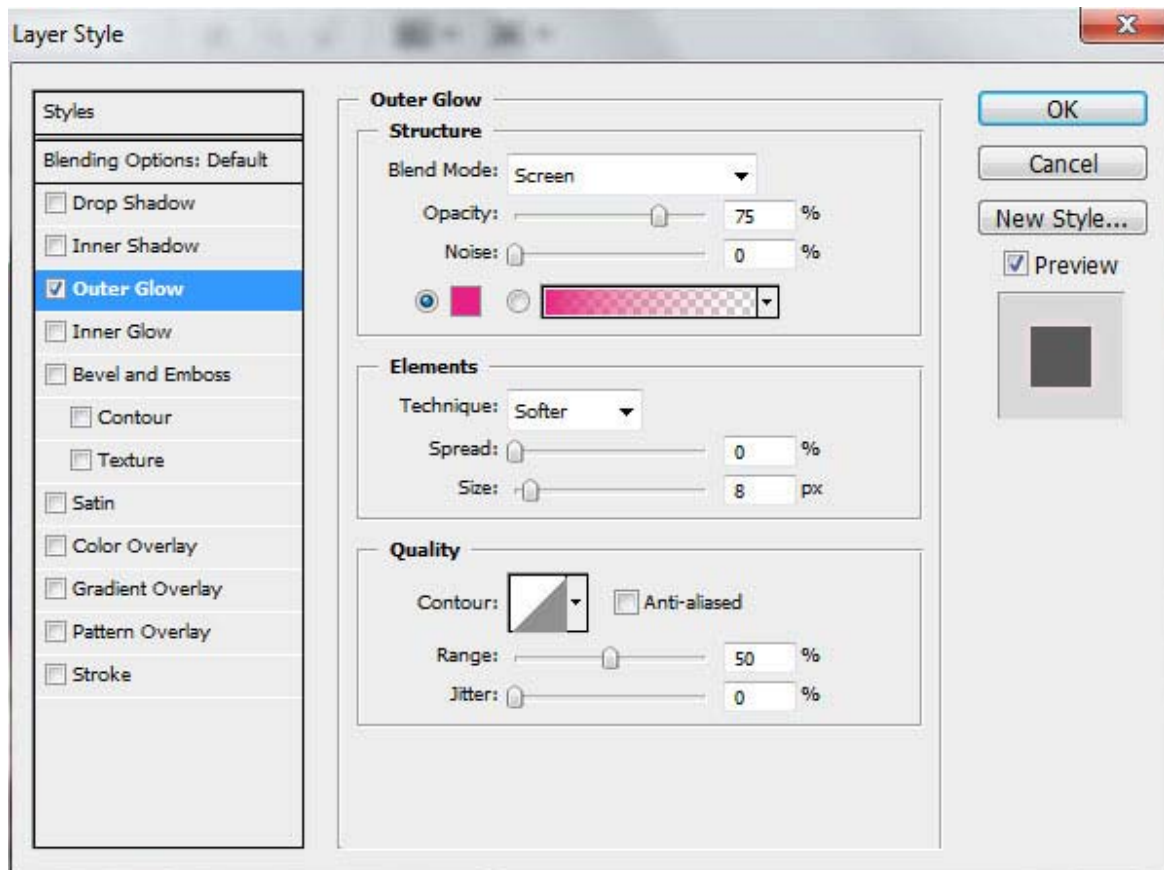 Layer Style
X
Styles
Blending Options: Default
Drop Shadow
Inner Shadow
Outer Glow
Inner Glow
Bevel and Emboss
Contour
Texture
Satin
Color Overlay
Gradient Overlay
Pattern Overlay
Stroke
Outer Glow
Structure
Blend Mode: Screen
Opacity: 75 %
Noise: 0 %
Elements
Technique: Softer
Spread: 0 %
Size: 8 px
Quality
Contour: Anti-aliased
Range: 50 %
Jitter: 0 %
OK
Cancel
New Style...
Preview